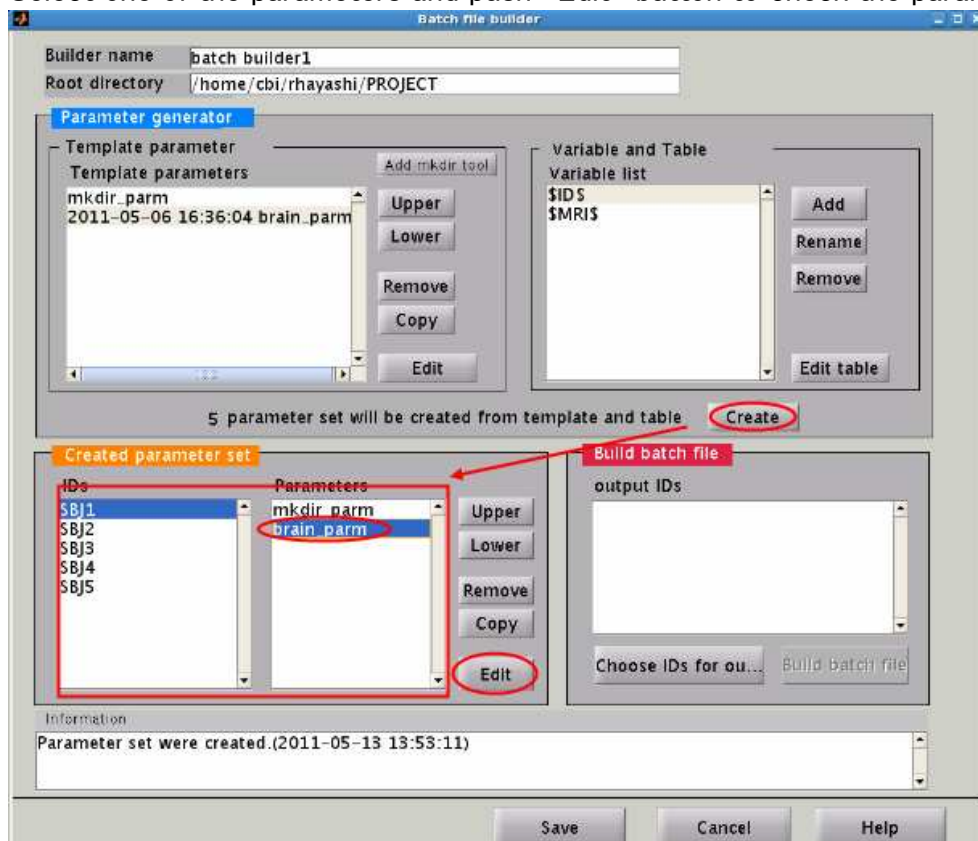 Select one of the parameters and push "Edit" button to check the param
Batch file builder
Builder name batch builder1
Root directory /home/cbi/rhayashi/PROJECT
Parameter generator
Template parameter
Template parameters
Add mkdir tool
mkdir_parm
2011-05-06 16:36:04 brain_parm
Upper
Lower
Remove
Copy
Edit
Variable and Table
Variable list
$ID$
$MRI$
Add
Rename
Remove
Edit table
5 parameter set will be created from template and table Create
Created parameter set
IDs
SBJ1
SBJ2
SBJ3
SBJ4
SBJ5
Parameters
mkdir_parm
brain_parm
Upper
Lower
Remove
Copy
Edit
Build batch file
output IDs
Choose IDs for ou... Build batch file
Information
Parameter set were created.(2011-05-13 13:53:11)
Save Cancel Help